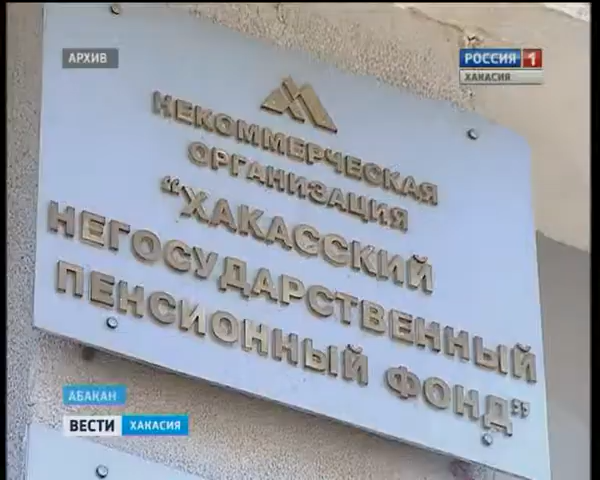 АРХИВ
РОССИЯ 1
ХАКАСИЯ
НЕКОММЕРЧЕСКАЯ
ОРГАНИЗАЦИЯ
"ХАКАССКИЙ
НЕГОСУДАРСТВЕННЫЙ
ПЕНСИОННЫЙ ФОНД"
АБАКАН
ВЕСТИ ХАКАСИЯ